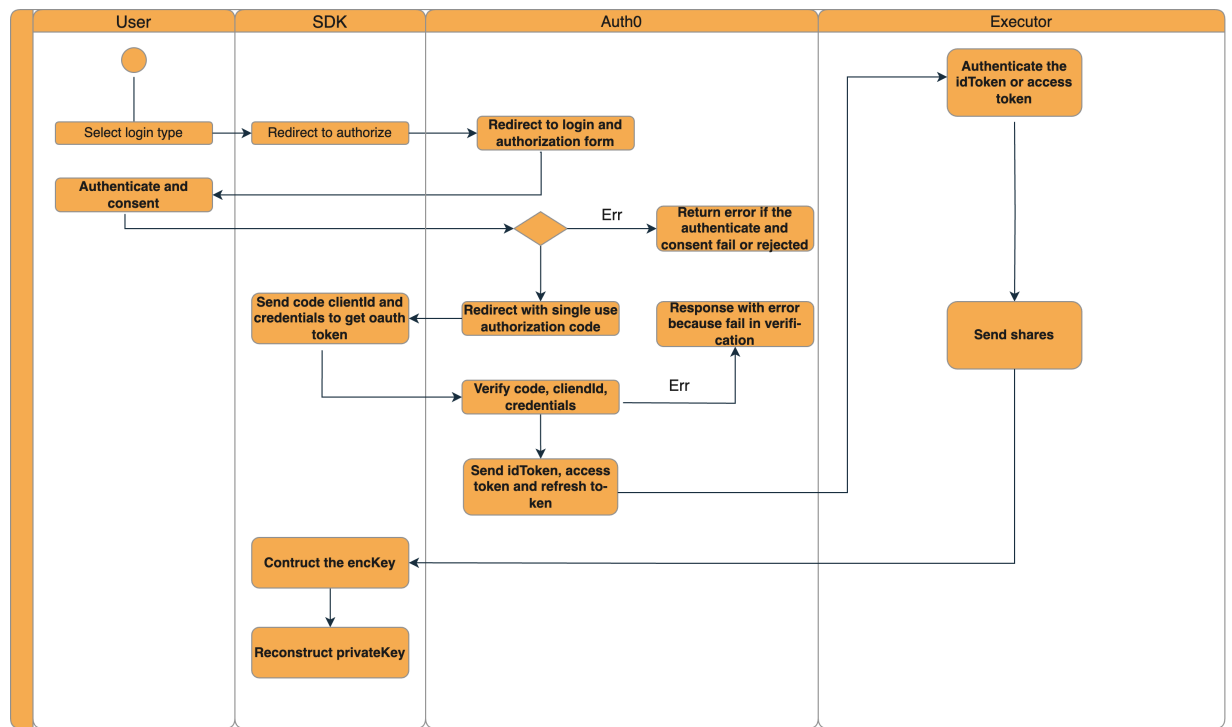 User
SDK
Auth0
Executor
Authenticate the
idToken or access
token
Select login type
Redirect to authorize
Redirect to login and
authorization form
Authenticate and
consent
Err
Return error if the
authenticate and
consent fail or rejected
Send code clientId and
credentials to get oauth
token
Redirect with single use
authorization code
Response with error
because fail in verifi-
cation
Send shares
Verify code, cliendId,
credentials
Err
Send idToken, access
token and refresh to-
ken
Contruct the encKey
Reconstruct privateKey